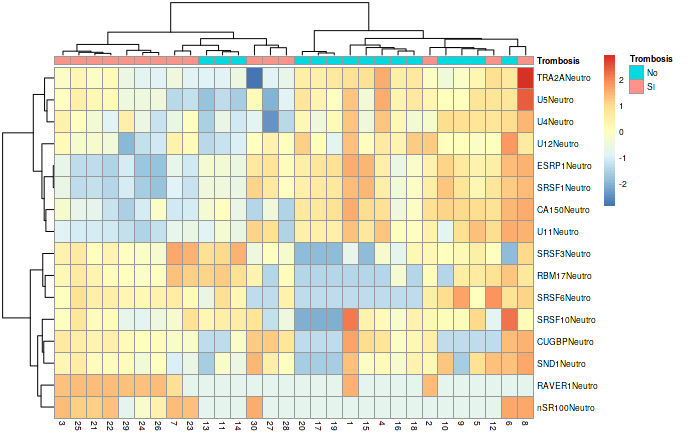 Trombosis
TRA2ANeutro
U5Neutro
U4Neutro
U12Neutro
ESRP1Neutro
SRSF1Neutro
CA150Neutro
U11Neutro
SRSF3Neutro
RBM17Neutro
SRSF6Neutro
SRSF10Neutro
CUGBPNeutro
SND1Neutro
RAVER1Neutro
nSR100Neutro
3 25 21 22 29 24 26 7 23 13 11 14 30 27 28 20 17 19 1 15 4 16 18 2 10 9 5 12 6 8
2
1
0
-1
-2
Trombosis
No
SI